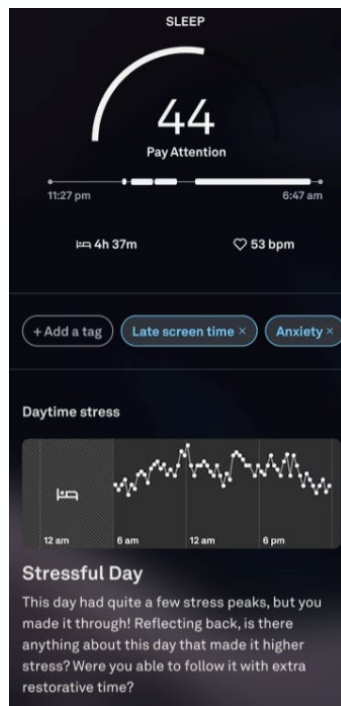 SLEEP
44
Pay Attention
11:27 pm 6:47 am
4h 37m 53 bpm
+ Add a tag Late screen time × Anxiety ×
Daytime stress
12 am 6 am 12 am 6 pm
Stressful Day
This day had quite a few stress peaks, but you
made it through! Reflecting back, is there
anything about this day that made it higher
stress? Were you able to follow it with extra
restorative time?